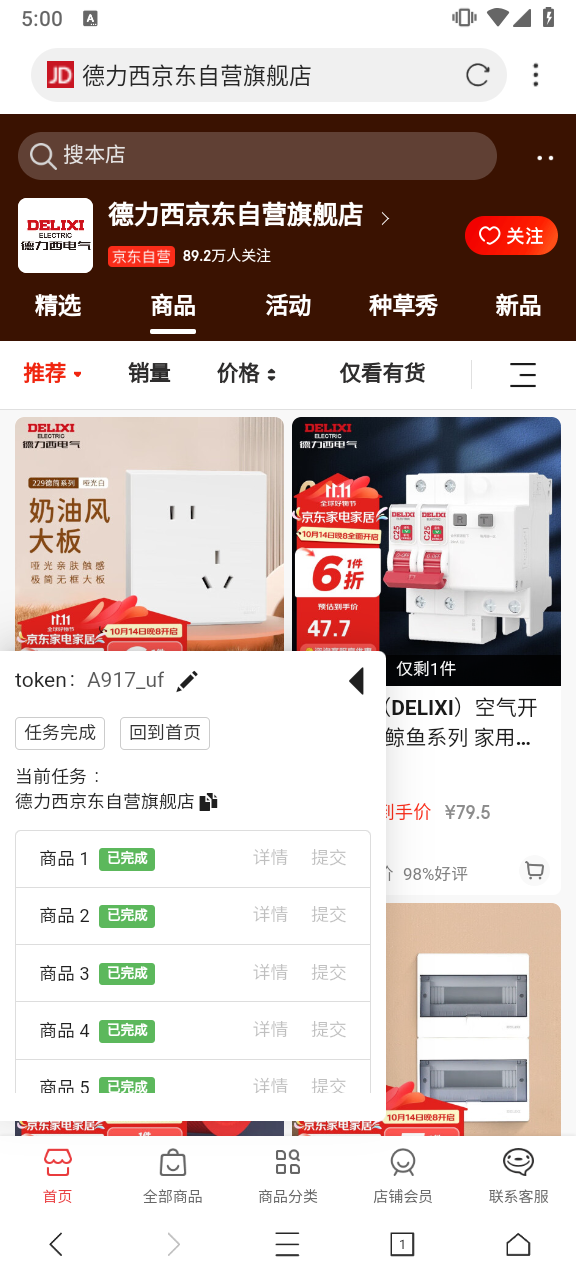 5:00
A
JD 德力西京东自营旗舰店
搜本店
DELIXI
ELECTRIC
德力西电气
德力西京东自营旗舰店
京东自营 89.2万人关注
关注
精选 商品 活动 种草秀 新品
推荐 销量 价格 仅看有货
DELIXI
ELECTRIC
德力西电气
229德简系列 哑光白
奶油风
大板
哑光亲肤触感
极简无框大板
11.11
京东家电家居
10月14日晚8开启
DELIXI
ELECTRIC
德力西电气
11.11
全球好物节
京东家电家居
10月14日晚8全面开启
6折 1件
预估到手价
47.7
DELIXI DELIXI
C25 C25
仅剩1件
(DELIXI）空气开
鲸鱼系列 家用...
到手价 ¥79.5
98%好评
token: A917_uf
任务完成 回到首页
当前任务：
德力西京东自营旗舰店
商品 1 已完成 详情 提交
商品 2 已完成 详情 提交
商品 3 已完成 详情 提交
商品 4 已完成 详情 提交
商品 5 已完成 详情 提交
10月14日晚8开启
京东家电家居
京东家电家居
首页 全部商品 商品分类 店铺会员 联系客服
1